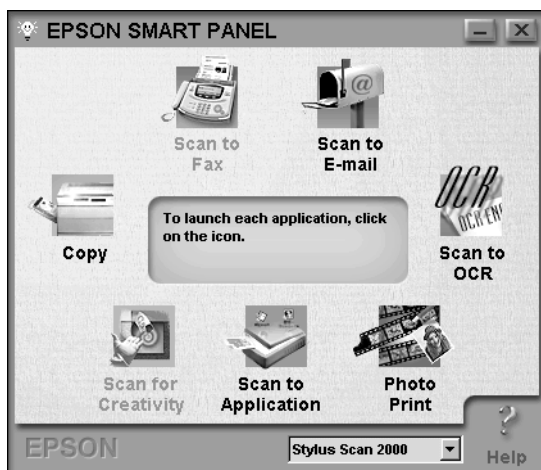 EPSON SMART PANEL
@
Scan to
Fax
Scan to
E-mail
Copy
To launch each application, click
on the icon.
OCR
Scan to
OCR
Scan for
Creativity
Scan to
Application
Photo
Print
EPSON
Stylus Scan 2000
?
Help